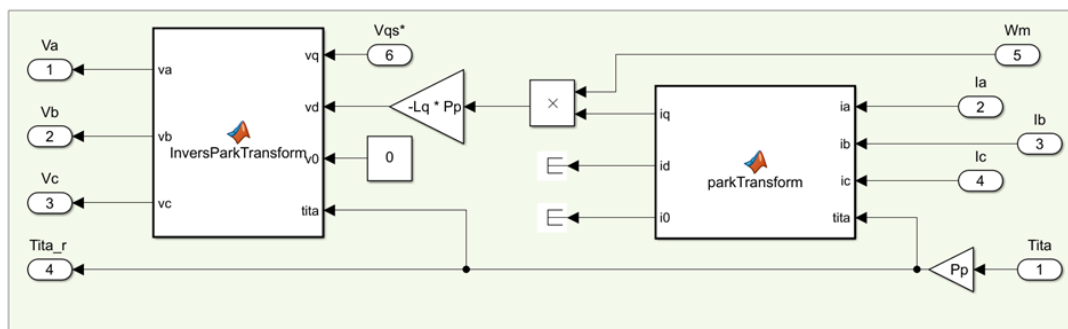 Va
1
Vb
2
Vc
3
Tita_r
4
va
vb
vc
InversParkTransform
vq
vd
v0
tita
Vqs*
6
-Lq * Pp
0
×
iq
id
i0
parkTransform
ia
ib
ic
tita
Wm
5
Ia
2
Ib
3
Ic
4
Pp
Tita
1